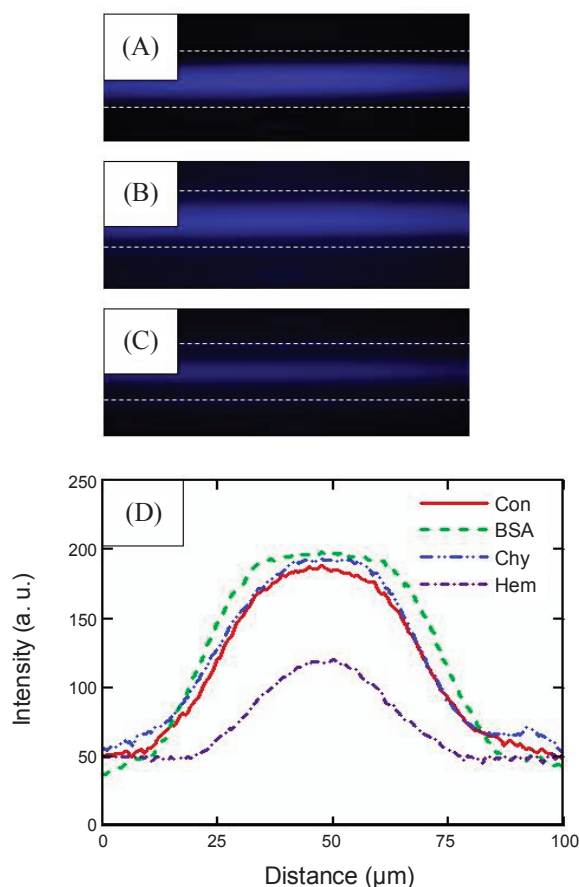 (A)
(B)
(C)
(D)
Con
BSA
Chy
Hem
250
200
150
100
50
0
Intensity (a. u.)
0 25 50 75 100
Distance (µm)